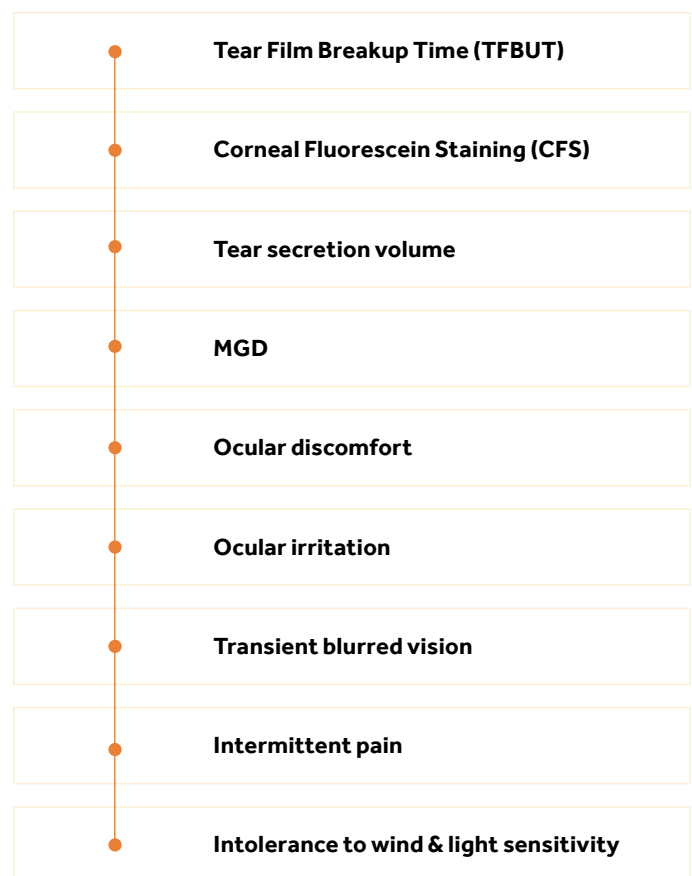 Tear Film Breakup Time (TFBUT)
Corneal Fluorescein Staining (CFS)
Tear secretion volume
MGD
Ocular discomfort
Ocular irritation
Transient blurred vision
Intermittent pain
Intolerance to wind & light sensitivity